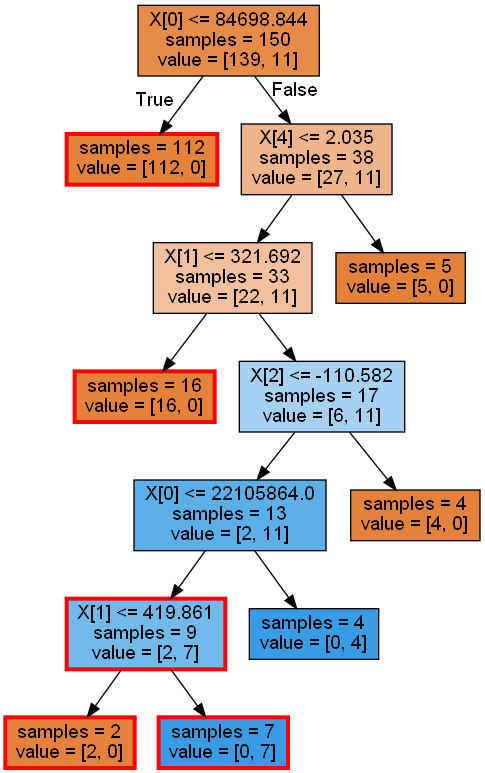 X[0] <= 84698.844
samples = 150
value = [139, 11]
True
False
samples = 112
value = [112, 0]
X[4] <= 2.035
samples = 38
value = [27, 11]
X[1] <= 321.692
samples = 33
value = [22, 11]
samples = 5
value = [5, 0]
samples = 16
value = [16, 0]
X[2] <= -110.582
samples = 17
value = [6, 11]
X[0] <= 22105864.0
samples = 13
value = [2, 11]
samples = 4
value = [4, 0]
X[1] <= 419.861
samples = 9
value = [2, 7]
samples = 4
value = [0, 4]
samples = 2
value = [2, 0]
samples = 7
value = [0, 7]